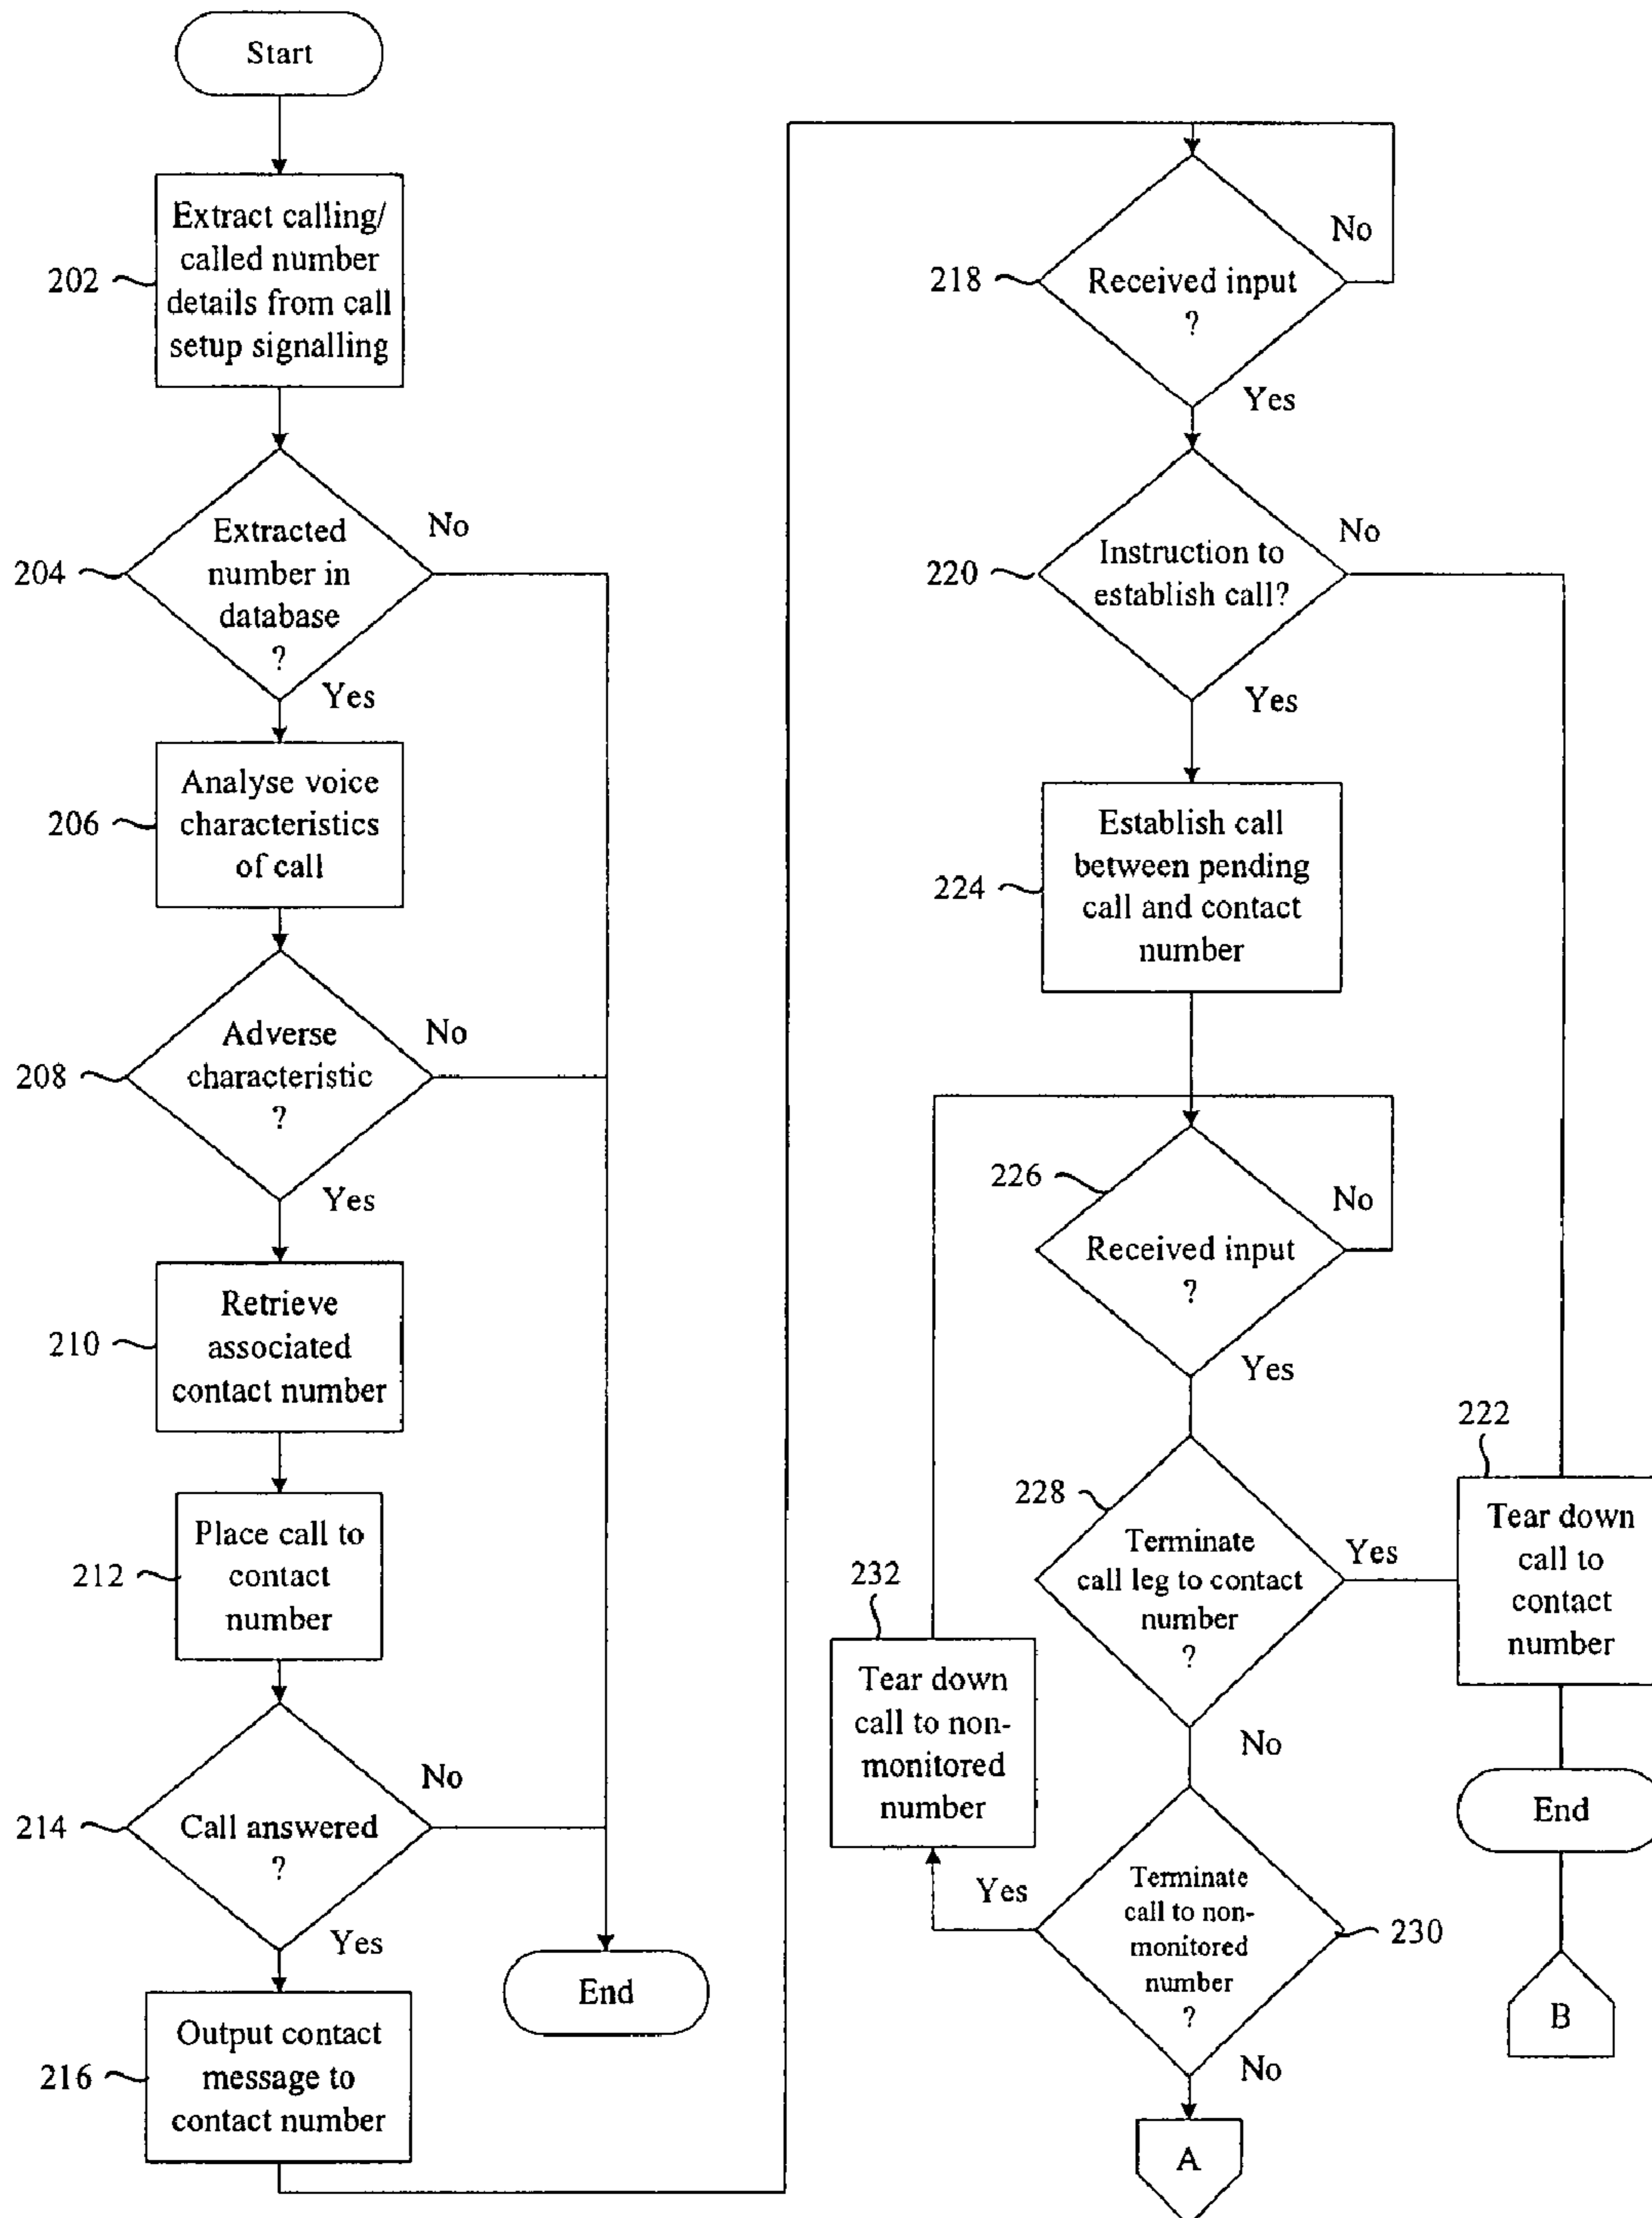 Start
202
Extract calling/
called number
details from call
setup signalling
204
Extracted
number in
database
?
No
Yes
206
Analyse voice
characteristics
of call
208
Adverse
characteristic
?
No
Yes
210
Retrieve
associated
contact number
212
Place call to
contact
number
214
Call answered
?
No
Yes
End
216
Output contact
message to
contact number
218
Received input
?
No
Yes
220
Instruction to
establish call?
No
Yes
224
Establish call
between pending
call and contact
number
226
Received input
?
No
Yes
228
Terminate
call leg to contact
number
?
Yes
No
222
Tear down
call to
contact
number
End
B
232
Tear down
call to non-
monitored
number
Yes
Terminate
call to non-
monitored
number
?
230
No
A